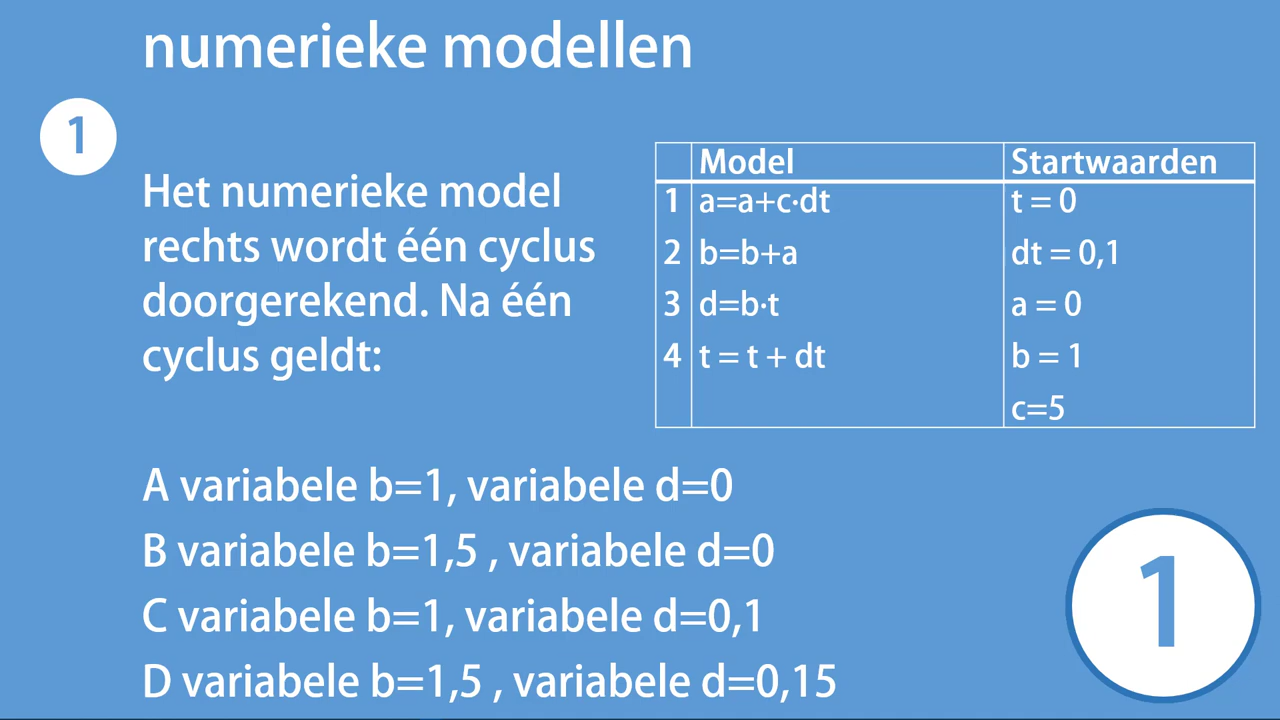 numerieke modellen
1
Het numerieke model
rechts wordt één cyclus
doorgerekend. Na één
cyclus geldt:
Model Startwaarden
1 a=a+c·dt t = 0
2 b=b+a dt = 0,1
3 d=b·t a = 0
4 t = t + dt b = 1
c=5
A variabele b=1, variabele d=0
B variabele b=1,5 , variabele d=0
C variabele b=1, variabele d=0,1
D variabele b=1,5 , variabele d=0,15
1